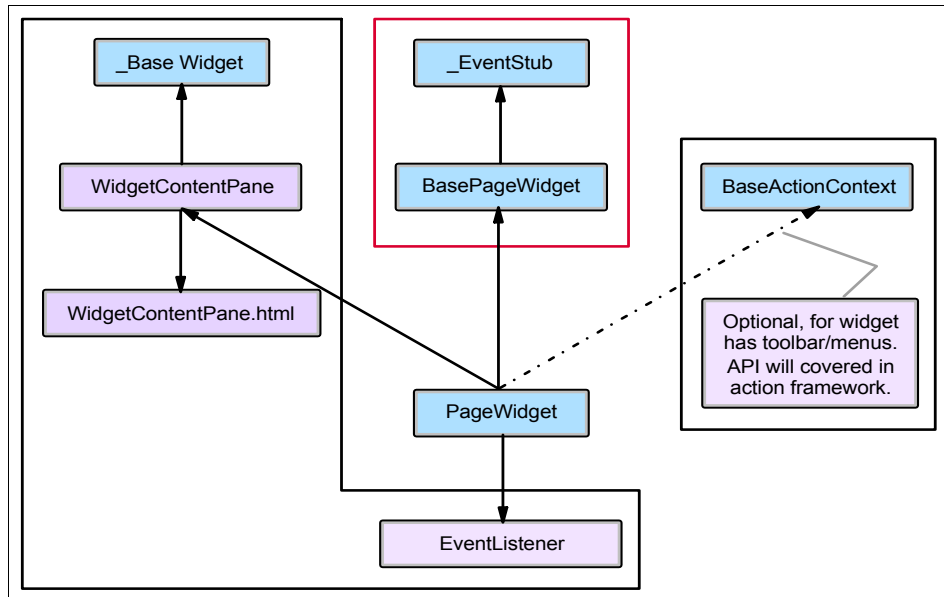 _Base Widget
_EventStub
WidgetContentPane
BasePageWidget
BaseActionContext
WidgetContentPane.html
Optional, for widget
has toolbar/menus.
API will covered in
action framework.
PageWidget
EventListener